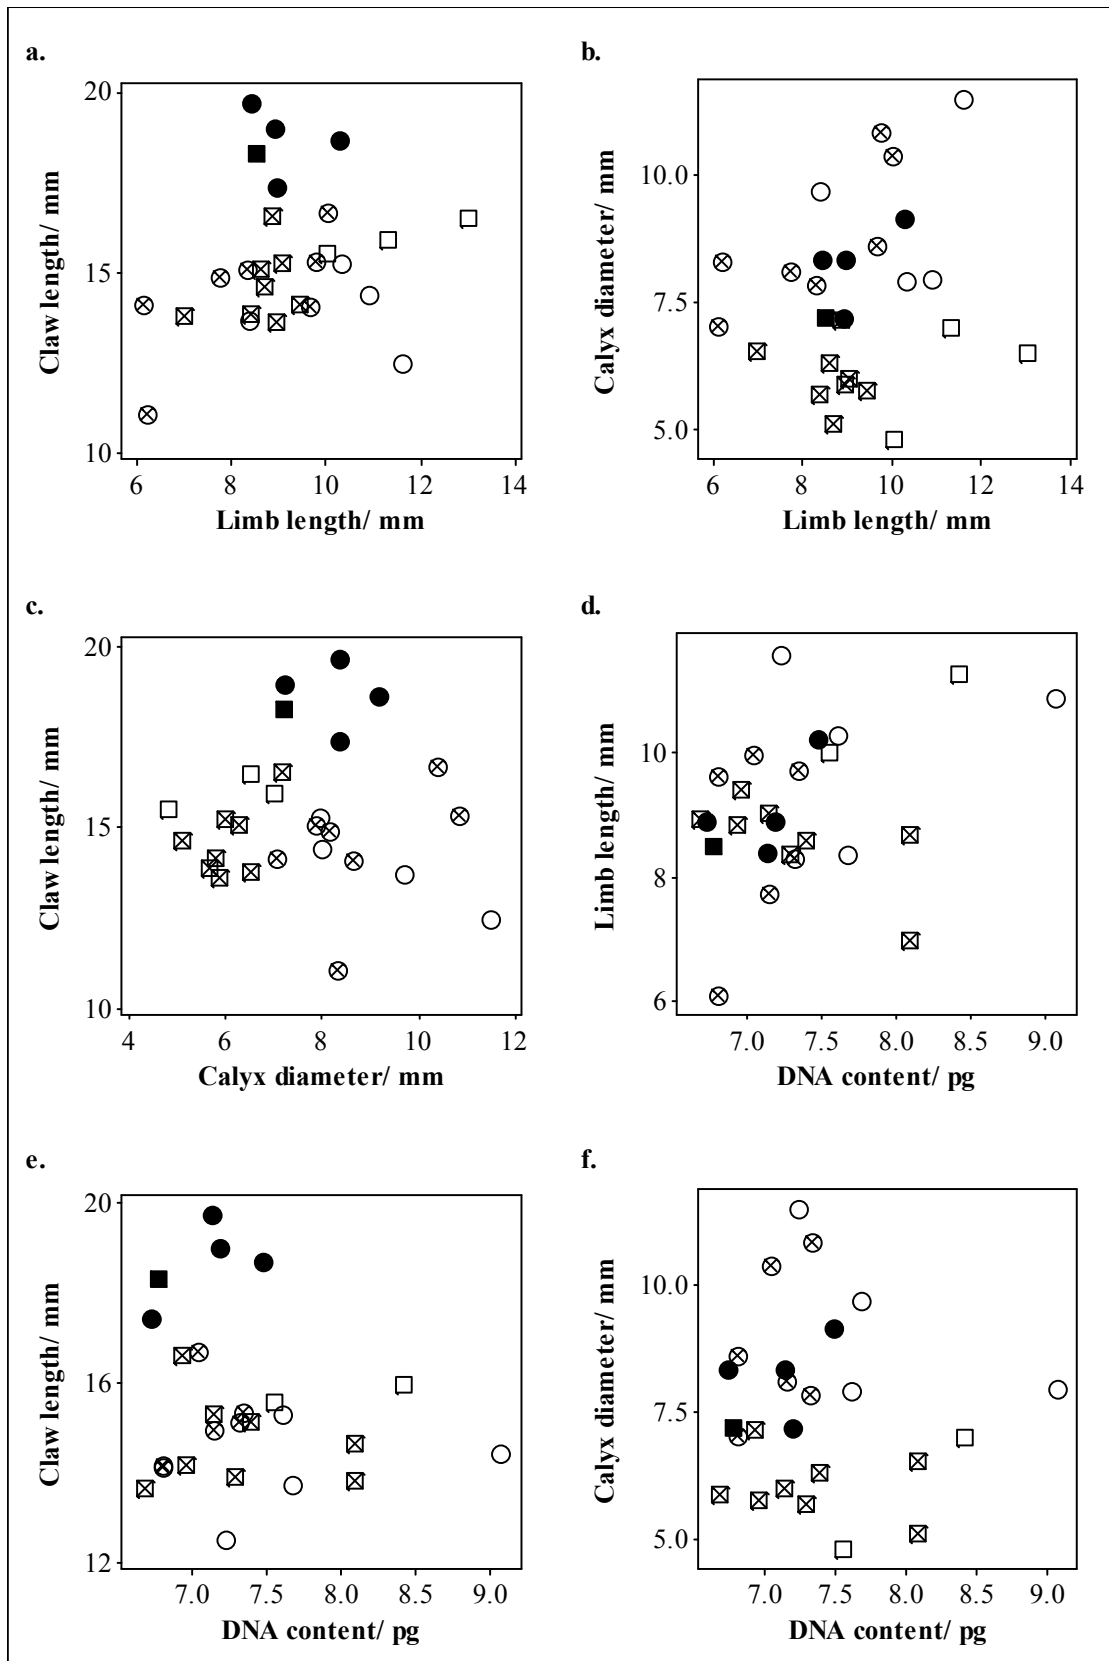 a.
20
15
10
Claw length/ mm
6 8 10 12 14
Limb length/ mm
b.
10.0
7.5
5.0
Calyx diameter/ mm
6 8 10 12 14
Limb length/ mm
c.
20
15
10
Claw length/ mm
4 6 8 10 12
Calyx diameter/ mm
d.
10
8
6
Limb length/ mm
7.0 7.5 8.0 8.5 9.0
DNA content/ pg
e.
20
16
12
Claw length/ mm
7.0 7.5 8.0 8.5 9.0
DNA content/ pg
f.
10.0
7.5
5.0
Calyx diameter/ mm
7.0 7.5 8.0 8.5 9.0
DNA content/ pg